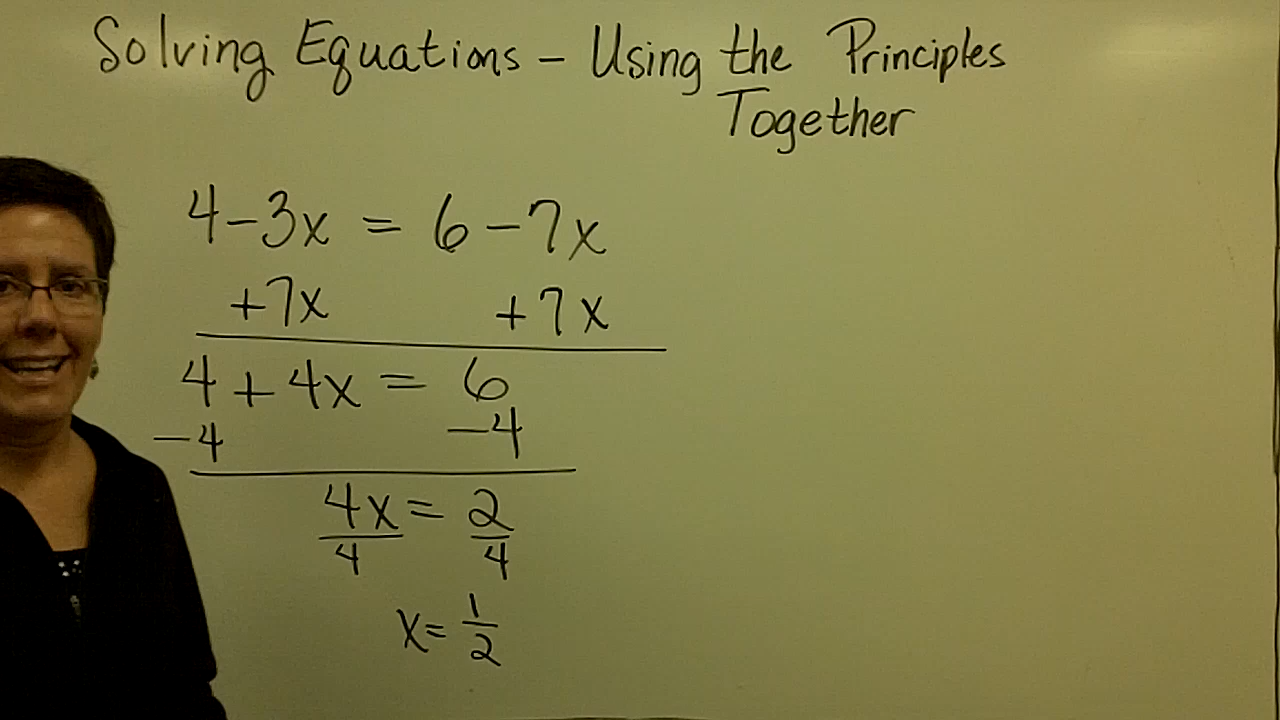 Solving Equations – Using the Principles
Together
4 – 3x = 6 – 7x
+7x +7x
4 + 4x = 6
–4 –4
4x = 2
4 4
x = 1
2